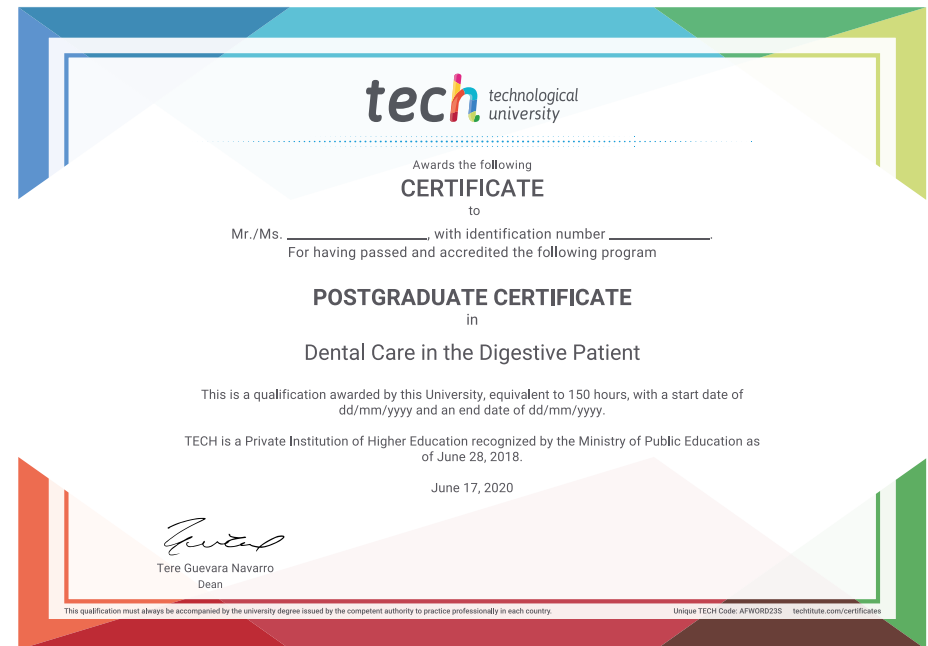 tech technological
university
Awards the following
CERTIFICATE
to
Mr./Ms. ____________________, with identification number ______________.
For having passed and accredited the following program
POSTGRADUATE CERTIFICATE
in
Dental Care in the Digestive Patient
This is a qualification awarded by this University, equivalent to 150 hours, with a start date of
dd/mm/yyyy and an end date of dd/mm/yyyy.
TECH is a Private Institution of Higher Education recognized by the Ministry of Public Education as
of June 28, 2018.
June 17, 2020
Tere Guevara Navarro
Dean
This qualification must always be accompanied by the university degree issued by the competent authority to practice professionally in each country.
Unique TECH Code: AFWORD23S techtitute.com/certificates